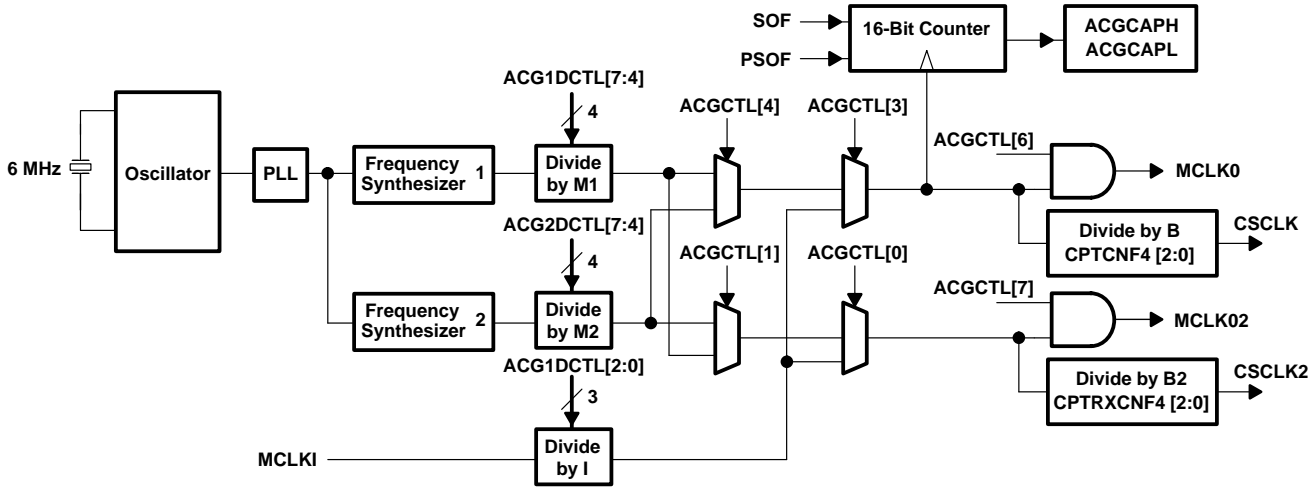 SOF
PSOF
16-Bit Counter
ACGCAPH
ACGCAPL
ACG1DCTL[7:4]
4
ACGCTL[4]
ACGCTL[3]
ACGCTL[6]
6 MHz
Oscillator
PLL
Frequency
Synthesizer 1
Divide
by M1
MCLK0
ACG2DCTL[7:4]
4
ACGCTL[1]
ACGCTL[0]
Divide by B
CPTCNF4 [2:0]
CSCLK
ACGCTL[7]
Frequency
Synthesizer 2
Divide
by M2
MCLK02
ACG1DCTL[2:0]
3
Divide by B2
CPTRXCNF4 [2:0]
CSCLK2
MCLKI
Divide
by I